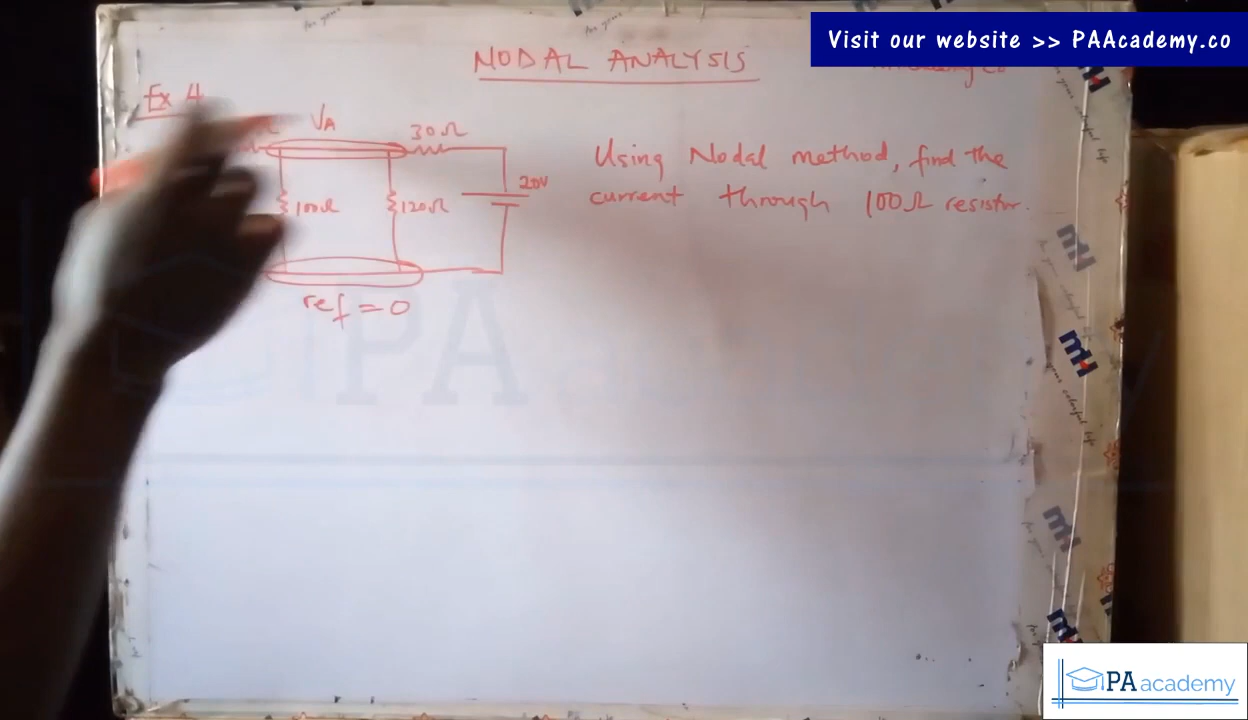 Visit our website >> PAAcademy.co
NODAL ANALYSIS
Ex 4
VA
30Ω
20V
100Ω
120Ω
ref = 0
Using Nodal method, find the
current through 100Ω resistor.
PA academy